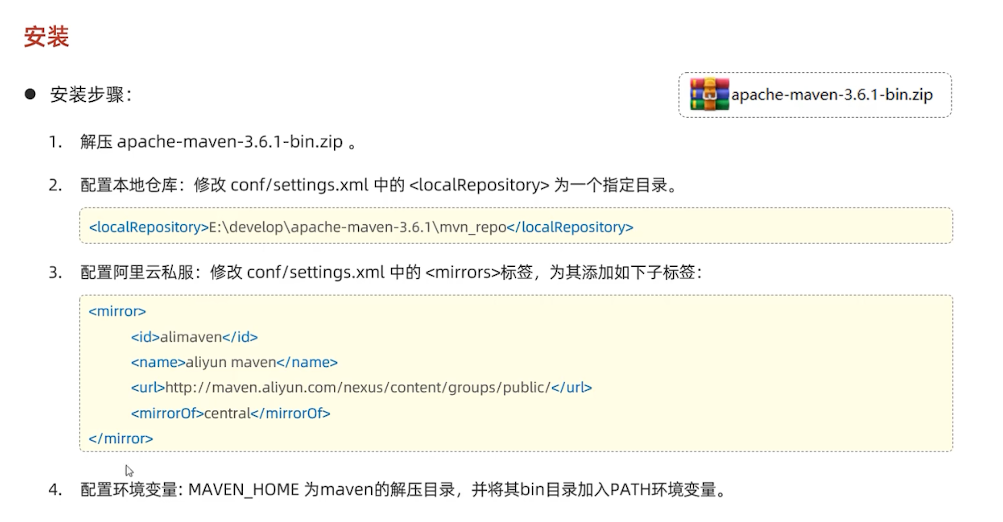 安装
安装步骤：
apache-maven-3.6.1-bin.zip
1. 解压 apache-maven-3.6.1-bin.zip 。
2. 配置本地仓库：修改 conf/settings.xml 中的 <localRepository> 为一个指定目录。
<localRepository>E:\develop\apache-maven-3.6.1\mvn_repo</localRepository>
3. 配置阿里云私服：修改 conf/settings.xml 中的 <mirrors>标签，为其添加如下子标签：
<mirror>
<id>alimaven</id>
<name>aliyun maven</name>
<url>http://maven.aliyun.com/nexus/content/groups/public/</url>
<mirrorOf>central</mirrorOf>
</mirror>
4. 配置环境变量: MAVEN_HOME 为maven的解压目录，并将其bin目录加入PATH环境变量。